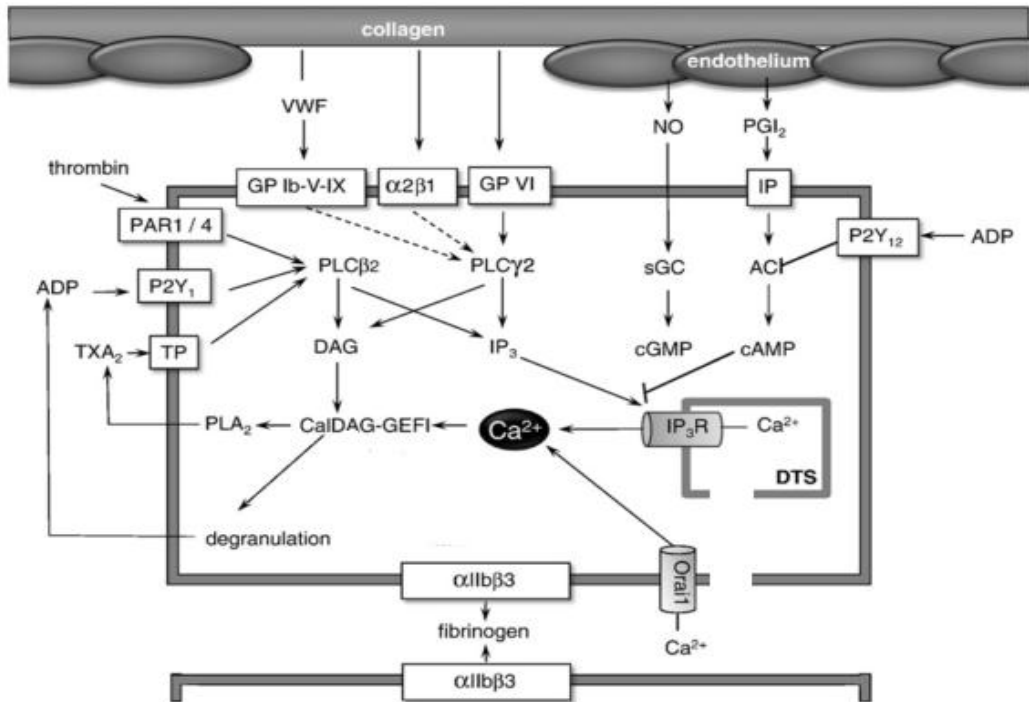 collagen
endothelium
VWF
NO
PGI₂
thrombin
GP Ib-V-IX
α2β1
GP VI
IP
PAR1 / 4
P2Y₁₂
ADP
PLCβ2
PLCγ2
sGC
AC
ADP
P2Y₁
TXA₂
TP
DAG
IP₃
cGMP
cAMP
PLA₂
CalDAG-GEFI
Ca²⁺
IP₃R
Ca²⁺
DTS
degranulation
Orai1
αIIbβ3
fibrinogen
Ca²⁺
αIIbβ3